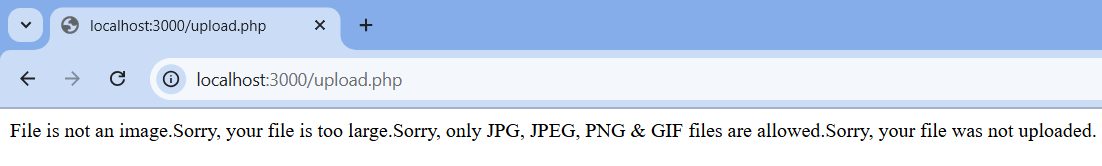 localhost:3000/upload.php
localhost:3000/upload.php
File is not an image.Sorry, your file is too large.Sorry, only JPG, JPEG, PNG & GIF files are allowed.Sorry, your file was not uploaded.